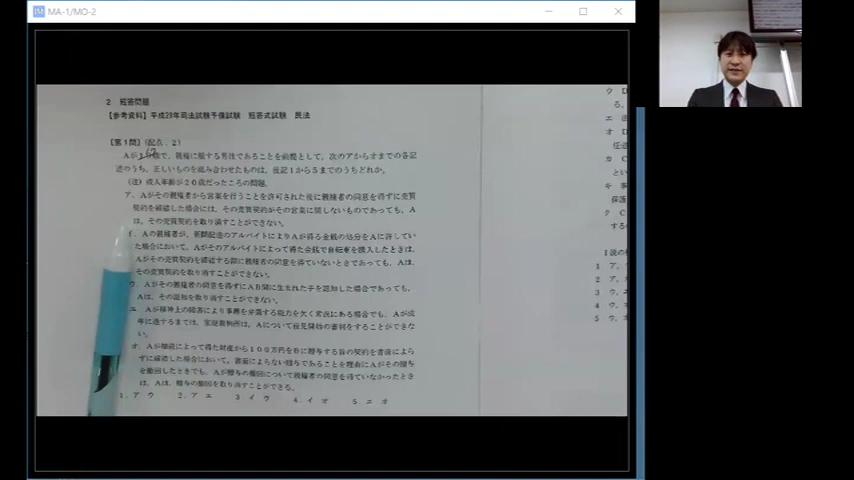 MA-1/MO-2
2 短答問題
【参考資料】平成23年司法試験予備試験 短答式試験 民法
〔第1問〕(配点:2)
Aが 歳で,親権に服する男性であることを前提として,次のアからオまでの各記
述のうち,正しいものを組み合わせたものは,後記1から5までのうちどれか。
(注)成人年齢が20歳だったころの問題。
ア.Aがその親権者から営業を行うことを許可された後に親権者の同意を得ずに売買
契約を締結した場合には,その売買契約がその営業に関しないものであっても,A
は,その売買契約を取り消すことができない。
イ.Aの親権者が,新聞配達のアルバイトによりAが得る金銭の処分をAに許してい
た場合において,Aがそのアルバイトによって得た金銭で自転車を購入したときは,
Aがその売買契約を締結する際に親権者の同意を得ていないときであっても,Aは,
その売買契約を取り消すことができない。
ウ.Aがその親権者の同意を得ずにAB間に生まれた子を認知した場合であっても,
Aは,その認知を取り消すことができない。
エ.Aが精神上の障害により事理を弁識する能力を欠く常況にある場合でも,Aが成
年に達するまでは,家庭裁判所は,Aについて後見開始の審判をすることができな
い。
オ.Aが相続によって得た財産から100万円をBに贈与する旨の契約を書面によら
ずに締結した場合において,書面によらない贈与であることを理由にAがその贈与
を撤回したときでも,Aが贈与の撤回について親権者の同意を得ていなかったとき
は,Aは,贈与の撤回を取り消すことができる。
1.ア ウ 2.ア エ 3.イ ウ 4.イ オ 5.エ オ
ウ D
る。
エ
オ D
任
カ C
とい
キ 事
保護
ク C
する
1 ア,
2 ア,
3 ウ,
4 ウ,
5 ウ,